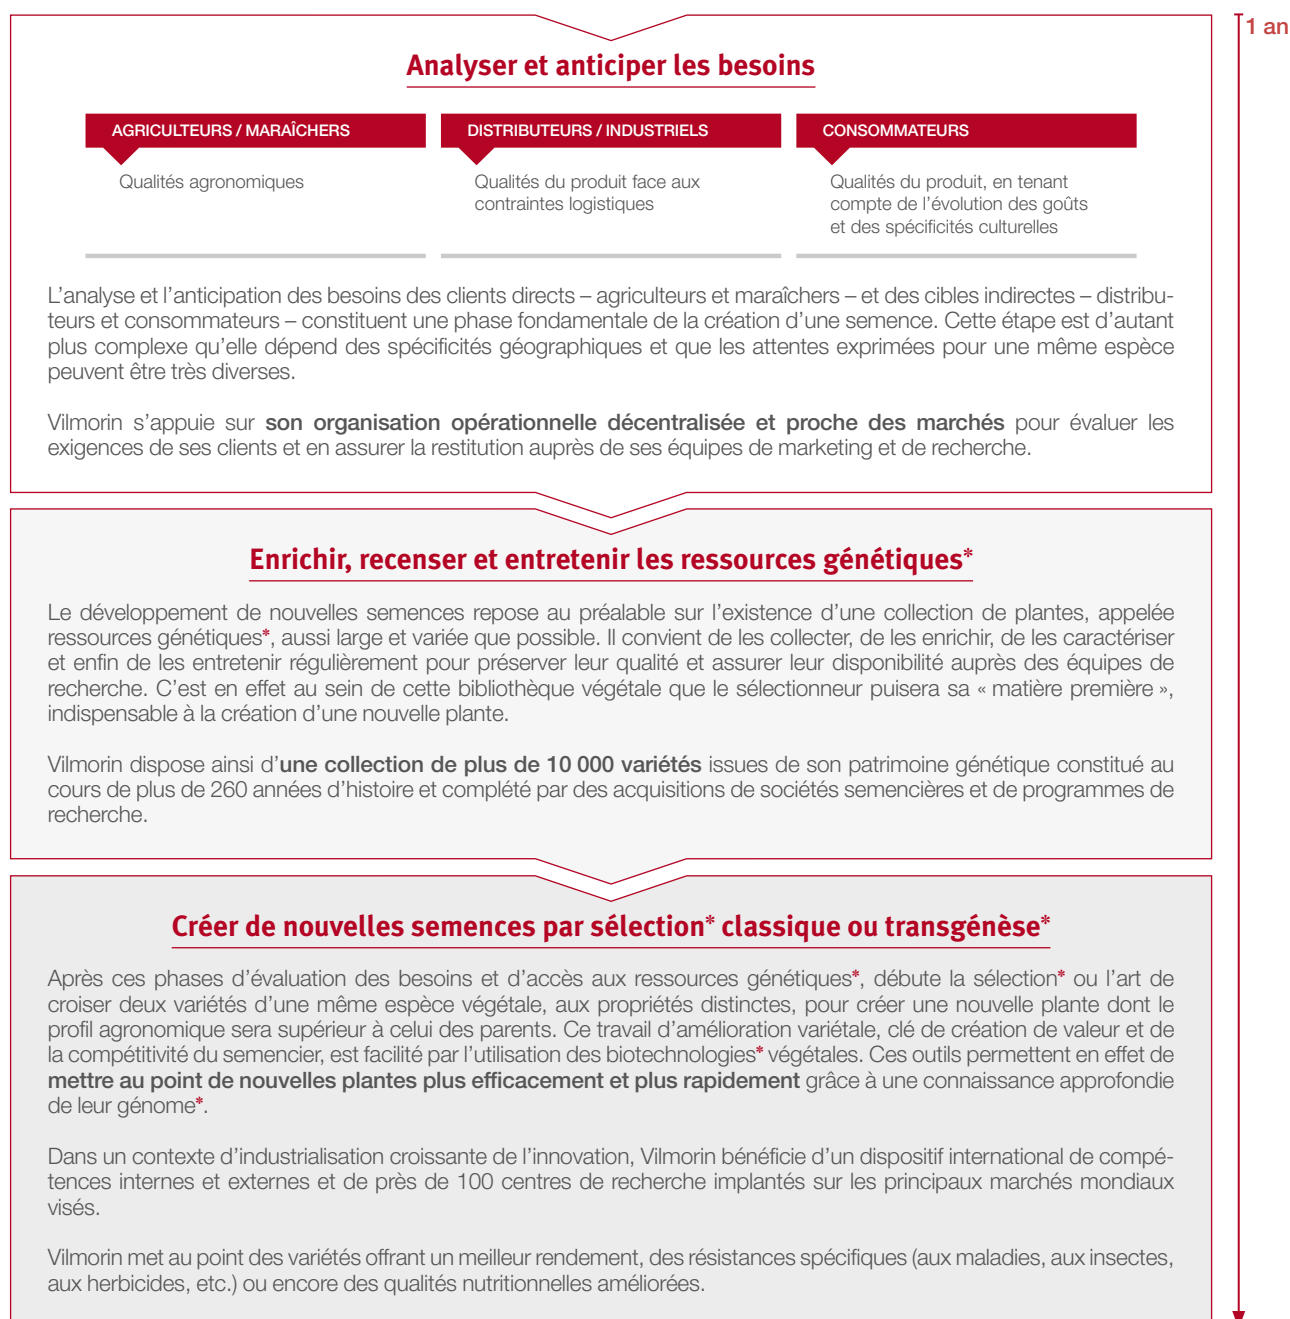 1 an
Analyser et anticiper les besoins
AGRICULTEURS / MARAÎCHERS
Qualités agronomiques
DISTRIBUTEURS / INDUSTRIELS
Qualités du produit face aux
contraintes logistiques
CONSOMMATEURS
Qualités du produit, en tenant
compte de l’évolution des goûts
et des spécificités culturelles
L’analyse et l’anticipation des besoins des clients directs – agriculteurs et maraîchers – et des cibles indirectes – distribu-
teurs et consommateurs – constituent une phase fondamentale de la création d’une semence. Cette étape est d’autant
plus complexe qu’elle dépend des spécificités géographiques et que les attentes exprimées pour une même espèce
peuvent être très diverses.
Vilmorin s’appuie sur son organisation opérationnelle décentralisée et proche des marchés pour évaluer les
exigences de ses clients et en assurer la restitution auprès de ses équipes de marketing et de recherche.
Enrichir, recenser et entretenir les ressources génétiques*
Le développement de nouvelles semences repose au préalable sur l’existence d’une collection de plantes, appelée
ressources génétiques*, aussi large et variée que possible. Il convient de les collecter, de les enrichir, de les caractériser
et enfin de les entretenir régulièrement pour préserver leur qualité et assurer leur disponibilité auprès des équipes de
recherche. C’est en effet au sein de cette bibliothèque végétale que le sélectionneur puisera sa « matière première »,
indispensable à la création d’une nouvelle plante.
Vilmorin dispose ainsi d’une collection de plus de 10 000 variétés issues de son patrimoine génétique constitué au
cours de plus de 260 années d’histoire et complété par des acquisitions de sociétés semencières et de programmes de
recherche.
Créer de nouvelles semences par sélection* classique ou transgénèse*
Après ces phases d’évaluation des besoins et d’accès aux ressources génétiques*, débute la sélection* ou l’art de
croiser deux variétés d’une même espèce végétale, aux propriétés distinctes, pour créer une nouvelle plante dont le
profil agronomique sera supérieur à celui des parents. Ce travail d’amélioration variétale, clé de création de valeur et de
la compétitivité du semencier, est facilité par l’utilisation des biotechnologies* végétales. Ces outils permettent en effet de
mettre au point de nouvelles plantes plus efficacement et plus rapidement grâce à une connaissance approfondie
de leur génome*.
Dans un contexte d’industrialisation croissante de l’innovation, Vilmorin bénéficie d’un dispositif international de compé-
tences internes et externes et de près de 100 centres de recherche implantés sur les principaux marchés mondiaux
visés.
Vilmorin met au point des variétés offrant un meilleur rendement, des résistances spécifiques (aux maladies, aux insectes,
aux herbicides, etc.) ou encore des qualités nutritionnelles améliorées.